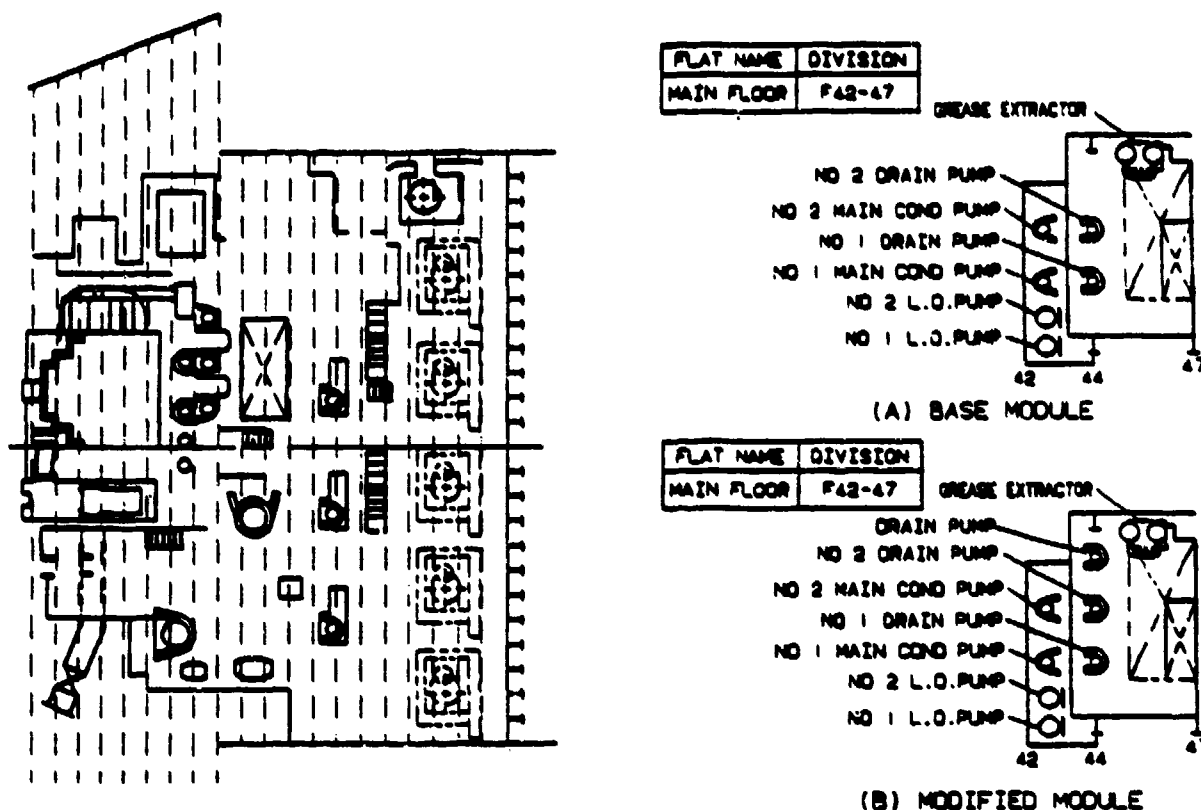 FLAT NAME DIVISION
MAIN FLOOR F42-47
GREASE EXTRACTOR
NO 2 DRAIN PUMP
NO 2 MAIN COND PUMP
NO 1 DRAIN PUMP
NO 1 MAIN COND PUMP
NO 2 L.O.PUMP
NO 1 L.O.PUMP
42 44 47
(A) BASE MODULE
FLAT NAME DIVISION
MAIN FLOOR F42-47
GREASE EXTRACTOR
DRAIN PUMP
NO 2 DRAIN PUMP
NO 2 MAIN COND PUMP
NO 1 DRAIN PUMP
NO 1 MAIN COND PUMP
NO 2 L.O.PUMP
NO 1 L.O.PUMP
42 44
(B) MODIFIED MODULE